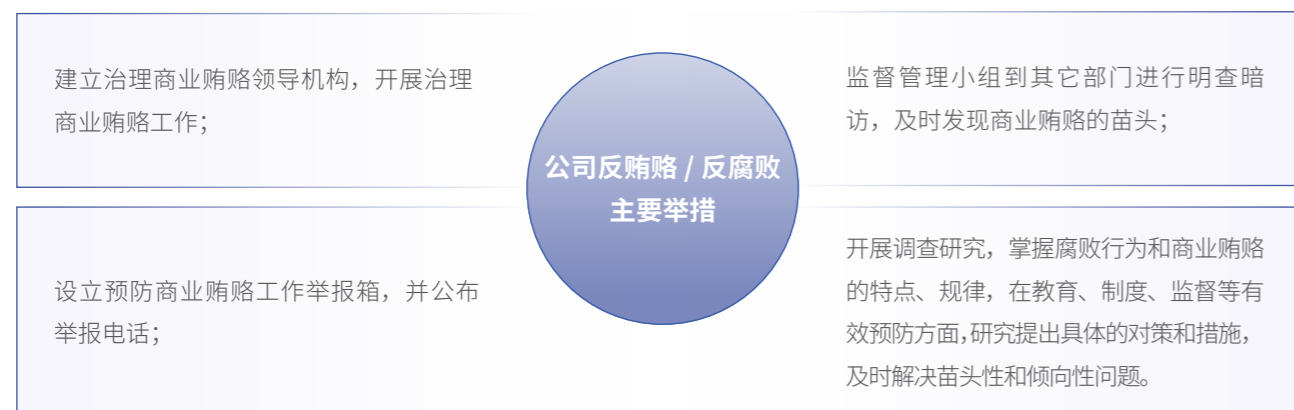 建立治理商业贿赂领导机构，开展治理
商业贿赂工作；
监督管理小组到其它部门进行明查暗
访，及时发现商业贿赂的苗头；
公司反贿赂 / 反腐败
主要举措
设立预防商业贿赂工作举报箱，并公布
举报电话；
开展调查研究，掌握腐败行为和商业贿赂
的特点、规律，在教育、制度、监督等有
效预防方面，研究提出具体的对策和措施，
及时解决苗头性和倾向性问题。